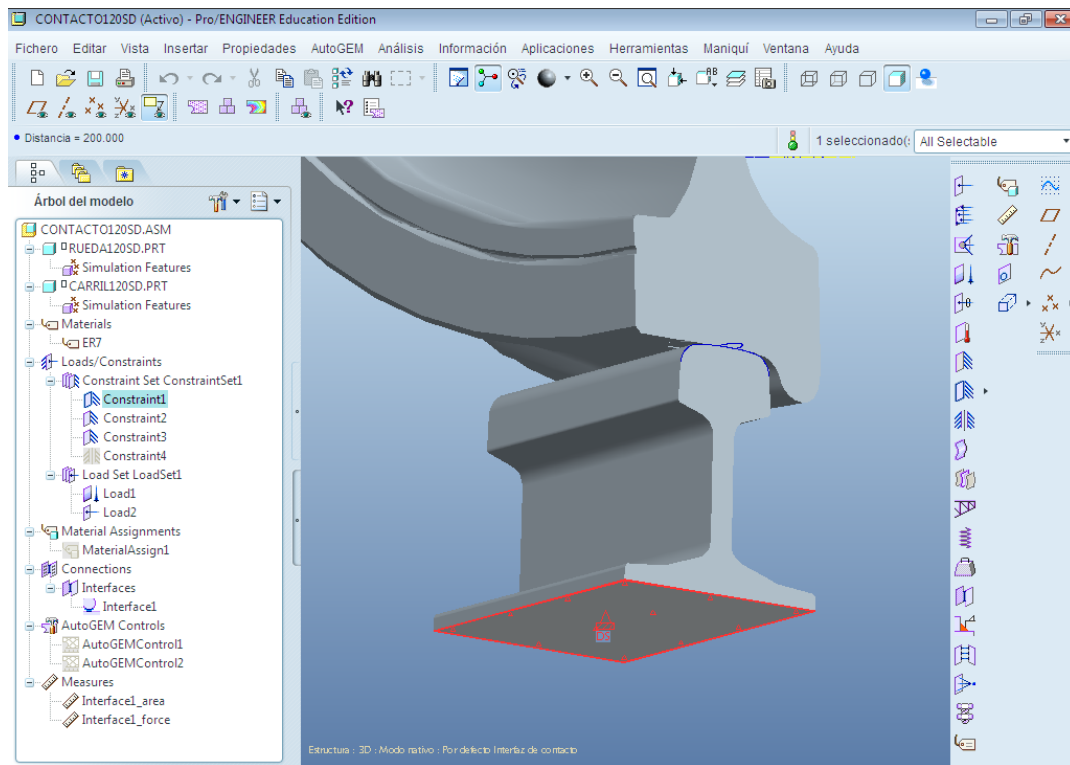 CONTACTO120SD (Activo) - Pro/ENGINEER Education Edition
Fichero Editar Vista Insertar Propiedades AutoGEM Análisis Información Aplicaciones Herramientas Maniquí Ventana Ayuda
Distancia = 200.000
1 seleccionado(: All Selectable
Árbol del modelo
CONTACTO120SD.ASM
RUEDA120SD.PRT
Simulation Features
CARRIL120SD.PRT
Simulation Features
Materials
ER7
Loads/Constraints
Constraint Set ConstraintSet1
Constraint1
Constraint2
Constraint3
Constraint4
Load Set LoadSet1
Load1
Load2
Material Assignments
MaterialAssign1
Connections
Interfaces
Interface1
AutoGEM Controls
AutoGEMControl1
AutoGEMControl2
Measures
Interface1_area
Interface1_force
Estructura : 3D : Modo nativo : Por defecto Interfaz de contacto